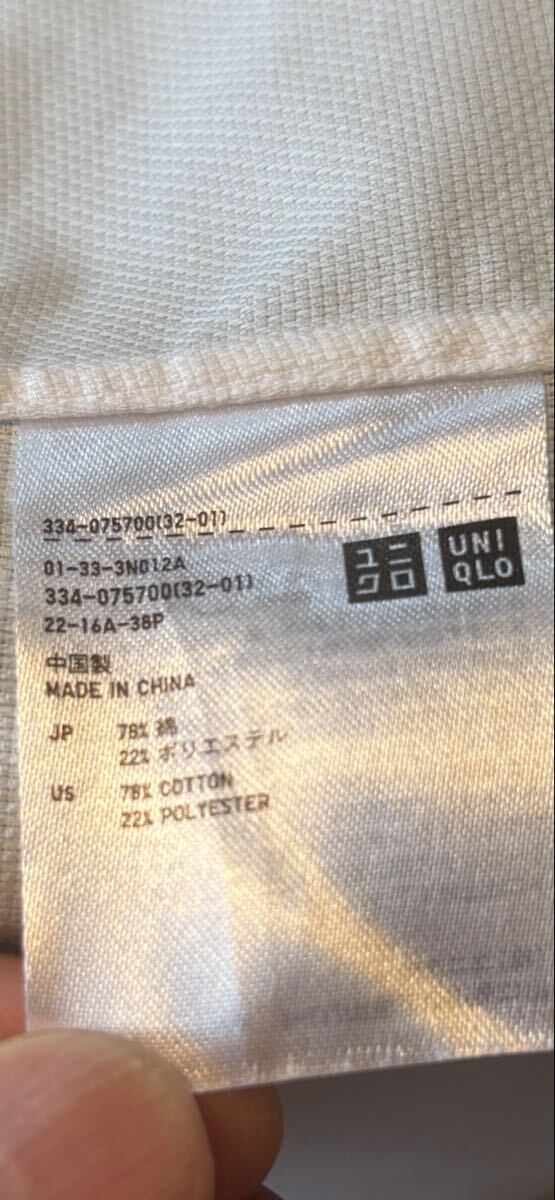 334-075700(32-01)
01-33-3N012A
334-075700(32-01)
22-16A-38P
ユニ
クロ
UNI
QLO
中国製
MADE IN CHINA
JP 78% 綿
22% ポリエステル
US 78% COTTON
22% POLYESTER